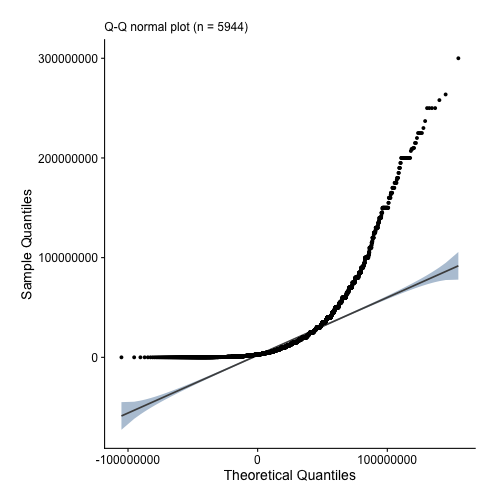 Q-Q normal plot (n = 5944)
300000000
200000000
100000000
0
Sample Quantiles
-100000000 0 100000000
Theoretical Quantiles